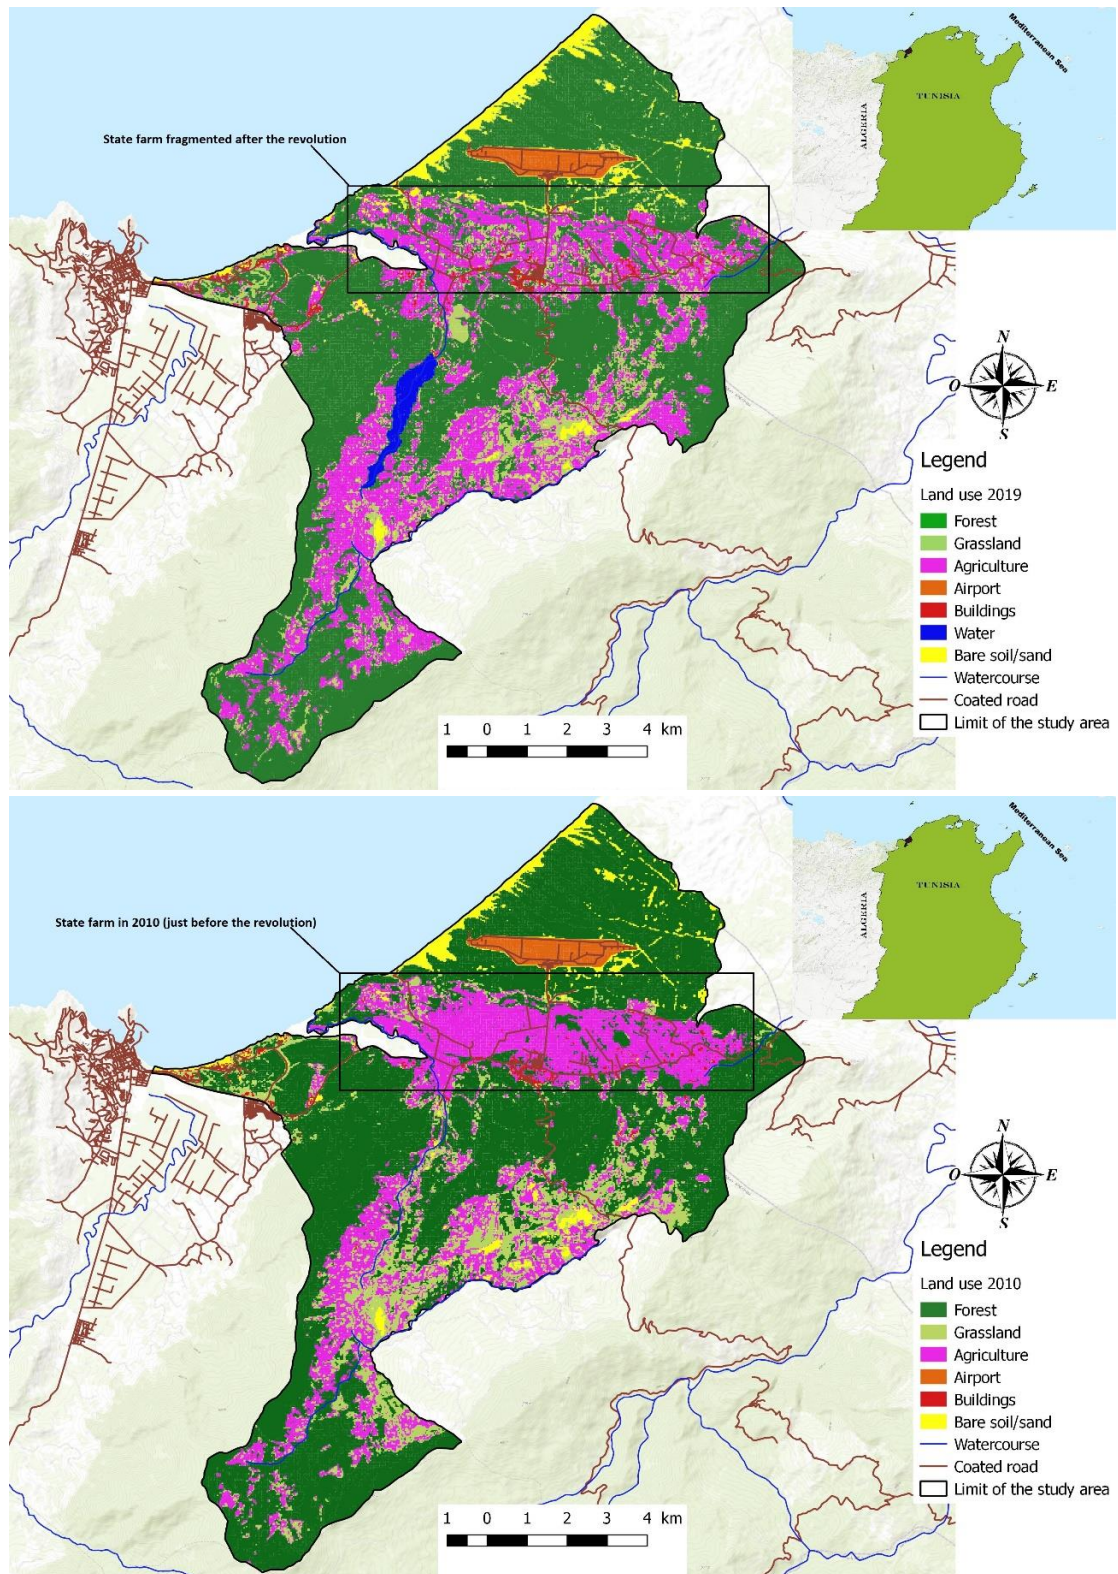 Mediterranean Sea
TUNISIA
ALGERIA
State farm fragmented after the revolution
N
O
E
S
Legend
Land use 2019
Forest
Grassland
Agriculture
Airport
Buildings
Water
Bare soil/sand
Watercourse
Coated road
Limit of the study area
1 0 1 2 3 4 km
Mediterranean Sea
TUNISIA
ALGERIA
State farm in 2010 (just before the revolution)
N
O
E
S
Legend
Land use 2010
Forest
Grassland
Agriculture
Airport
Buildings
Bare soil/sand
Watercourse
Coated road
Limit of the study area
1 0 1 2 3 4 km